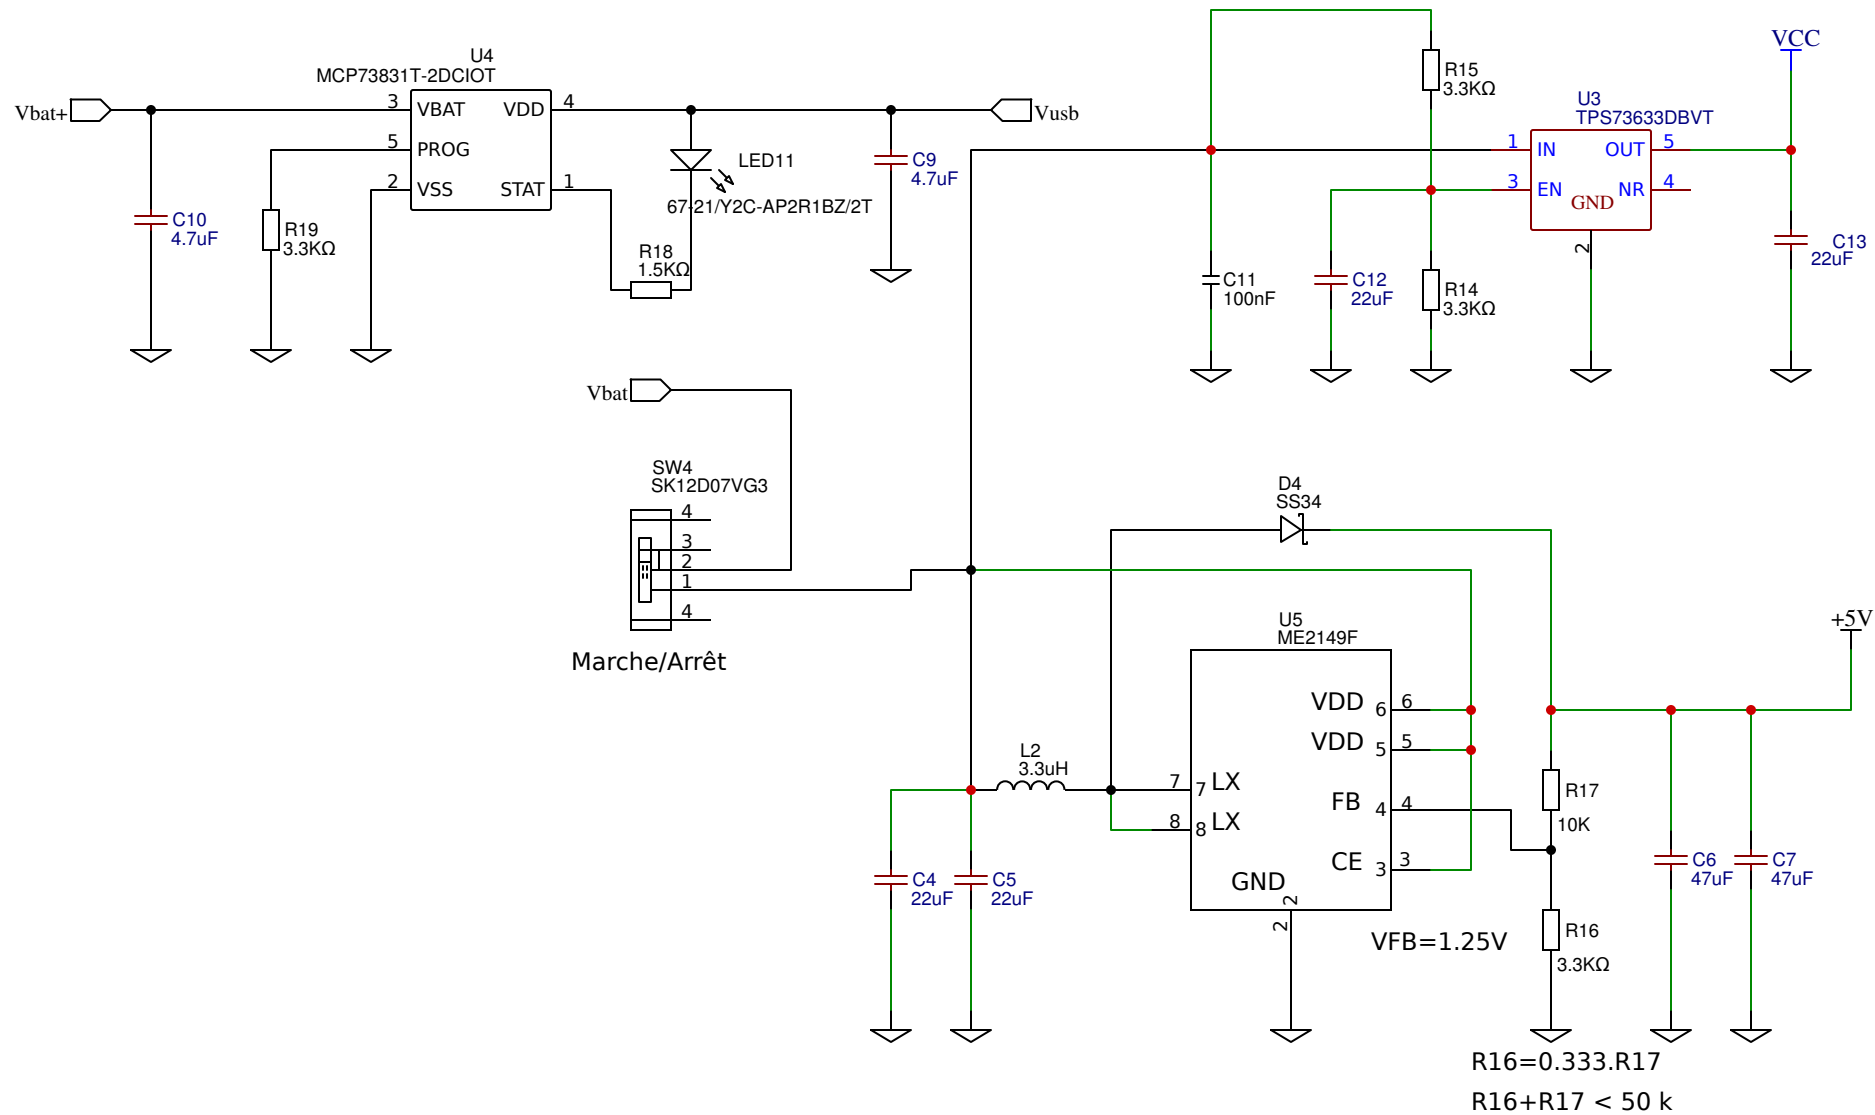 U4
MCP73831T-2DCIOT
Vbat+
3
VBAT
VDD
4
Vusb
5
PROG
2
VSS
STAT
1
C10
4.7uF
R19
3.3KΩ
LED11
67-21/Y2C-AP2R1BZ/2T
R18
1.5KΩ
C9
4.7uF
R15
3.3KΩ
VCC
U3
TPS73633DBVT
1
IN
OUT
5
3
EN
NR
4
GND
2
C11
100nF
C12
22uF
R14
3.3KΩ
C13
22uF
Vbat
SW4
SK12D07VG3
4
3
2
1
4
Marche/Arrêt
D4
SS34
U5
ME2149F
VDD
6
6
VDD
5
5
L2
3.3uH
7
7
LX
8
8
LX
FB
4
4
CE
3
3
GND
2
2
VFB=1.25V
+5V
R17
10K
R16
3.3KΩ
C4
22uF
C5
22uF
C6
47uF
C7
47uF
R16=0.333.R17
R16+R17 < 50 k